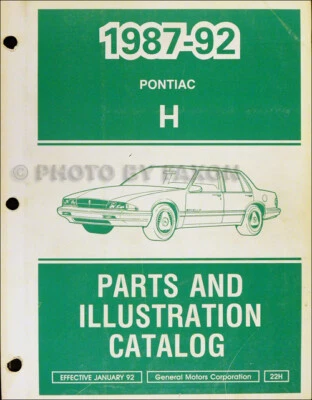 1987-92
PONTIAC
H
© PHOTO BY FAXON
PARTS AND
ILLUSTRATION
CATALOG
EFFECTIVE JANUARY 92
General Motors Corporation
22H